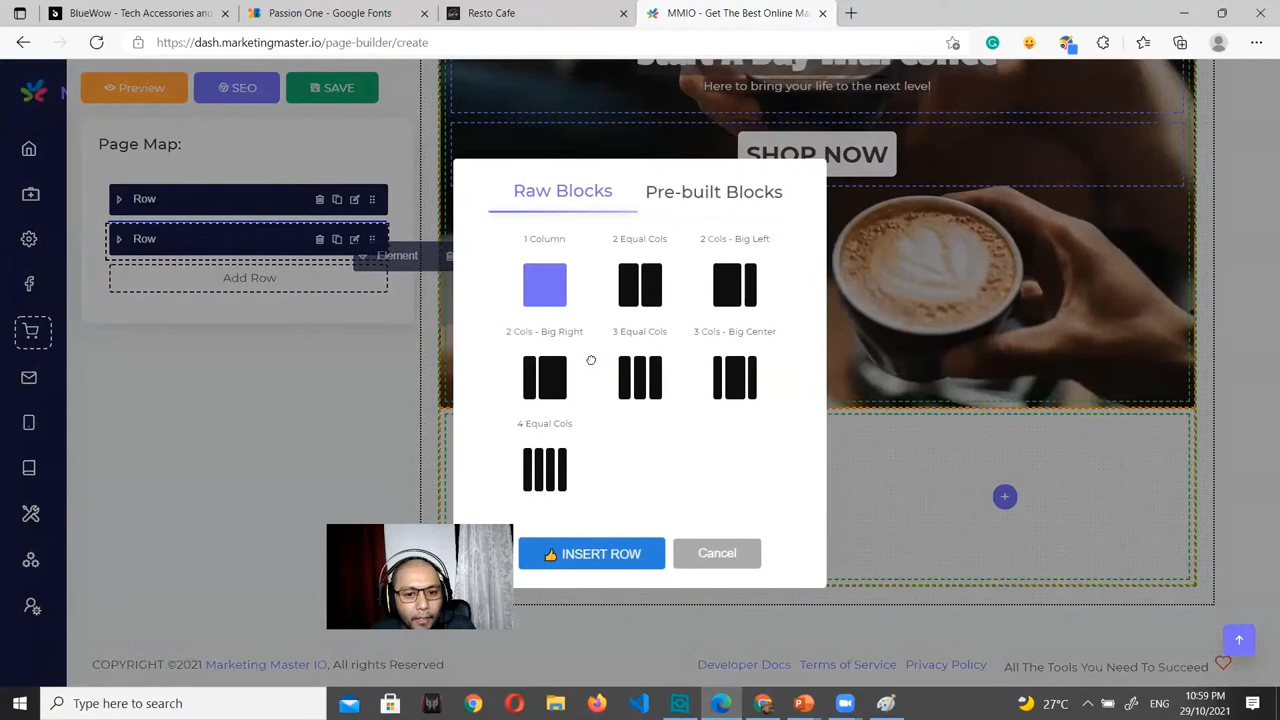 BlueWow - Tech Accessories and
Passion One - Google Fonts
Resto Cafe
MMIO - Get The Best Online Ma
https://dash.marketingmaster.io/page-builder/create
Preview
SEO
SAVE
Here to bring your life to the next level
SHOP NOW
Page Map:
Row
Row
Element
Add Row
Raw Blocks
Pre-built Blocks
1 Column
2 Equal Cols
2 Cols - Big Left
2 Cols - Big Right
3 Equal Cols
3 Cols - Big Center
4 Equal Cols
INSERT ROW
Cancel
COPYRIGHT ©2021 Marketing Master IO, All rights Reserved
Developer Docs
Terms of Service
Privacy Policy
All The Tools You Need To Succeed
Type here to search
27°C
ENG
10:59 PM
29/10/2021